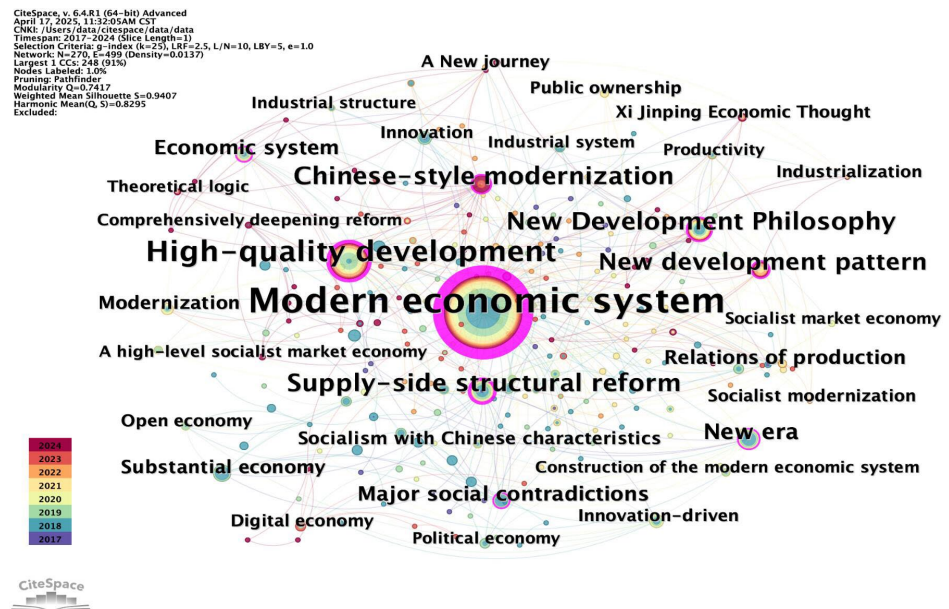 CiteSpace, v. 6.4.R1 (64-bit) Advanced
April 17, 2025, 11:32:05AM CST
CNKI: /Users/data/citespace/data/data
Timespan: 2017-2024 (Slice Length=1)
Selection Criteria: g-index (k=25), LRF=2.5, L/N=10, LBY=5, e=1.0
Network: N=270, E=499 (Density=0.0137)
Largest 1 CCs: 248 (91%)
Nodes Labeled: 1.0%
Pruning: Pathfinder
Modularity Q=0.7417
Weighted Mean Silhouette S=0.9407
Harmonic Mean(Q, S)=0.8295
Excluded:
A New journey
Public ownership
Industrial structure
Xi Jinping Economic Thought
Innovation
Industrial system
Economic system
Productivity
Chinese-style modernization
Industrialization
Theoretical logic
Comprehensively deepening reform
New Development Philosophy
High-quality development
New development pattern
Modernization
Modern economic system
Socialist market economy
A high-level socialist market economy
Relations of production
Supply-side structural reform
Socialist modernization
Open economy
New era
Socialism with Chinese characteristics
Substantial economy
Construction of the modern economic system
Major social contradictions
Innovation-driven
Digital economy
Political economy
2024
2023
2022
2021
2020
2019
2018
2017
CiteSpace